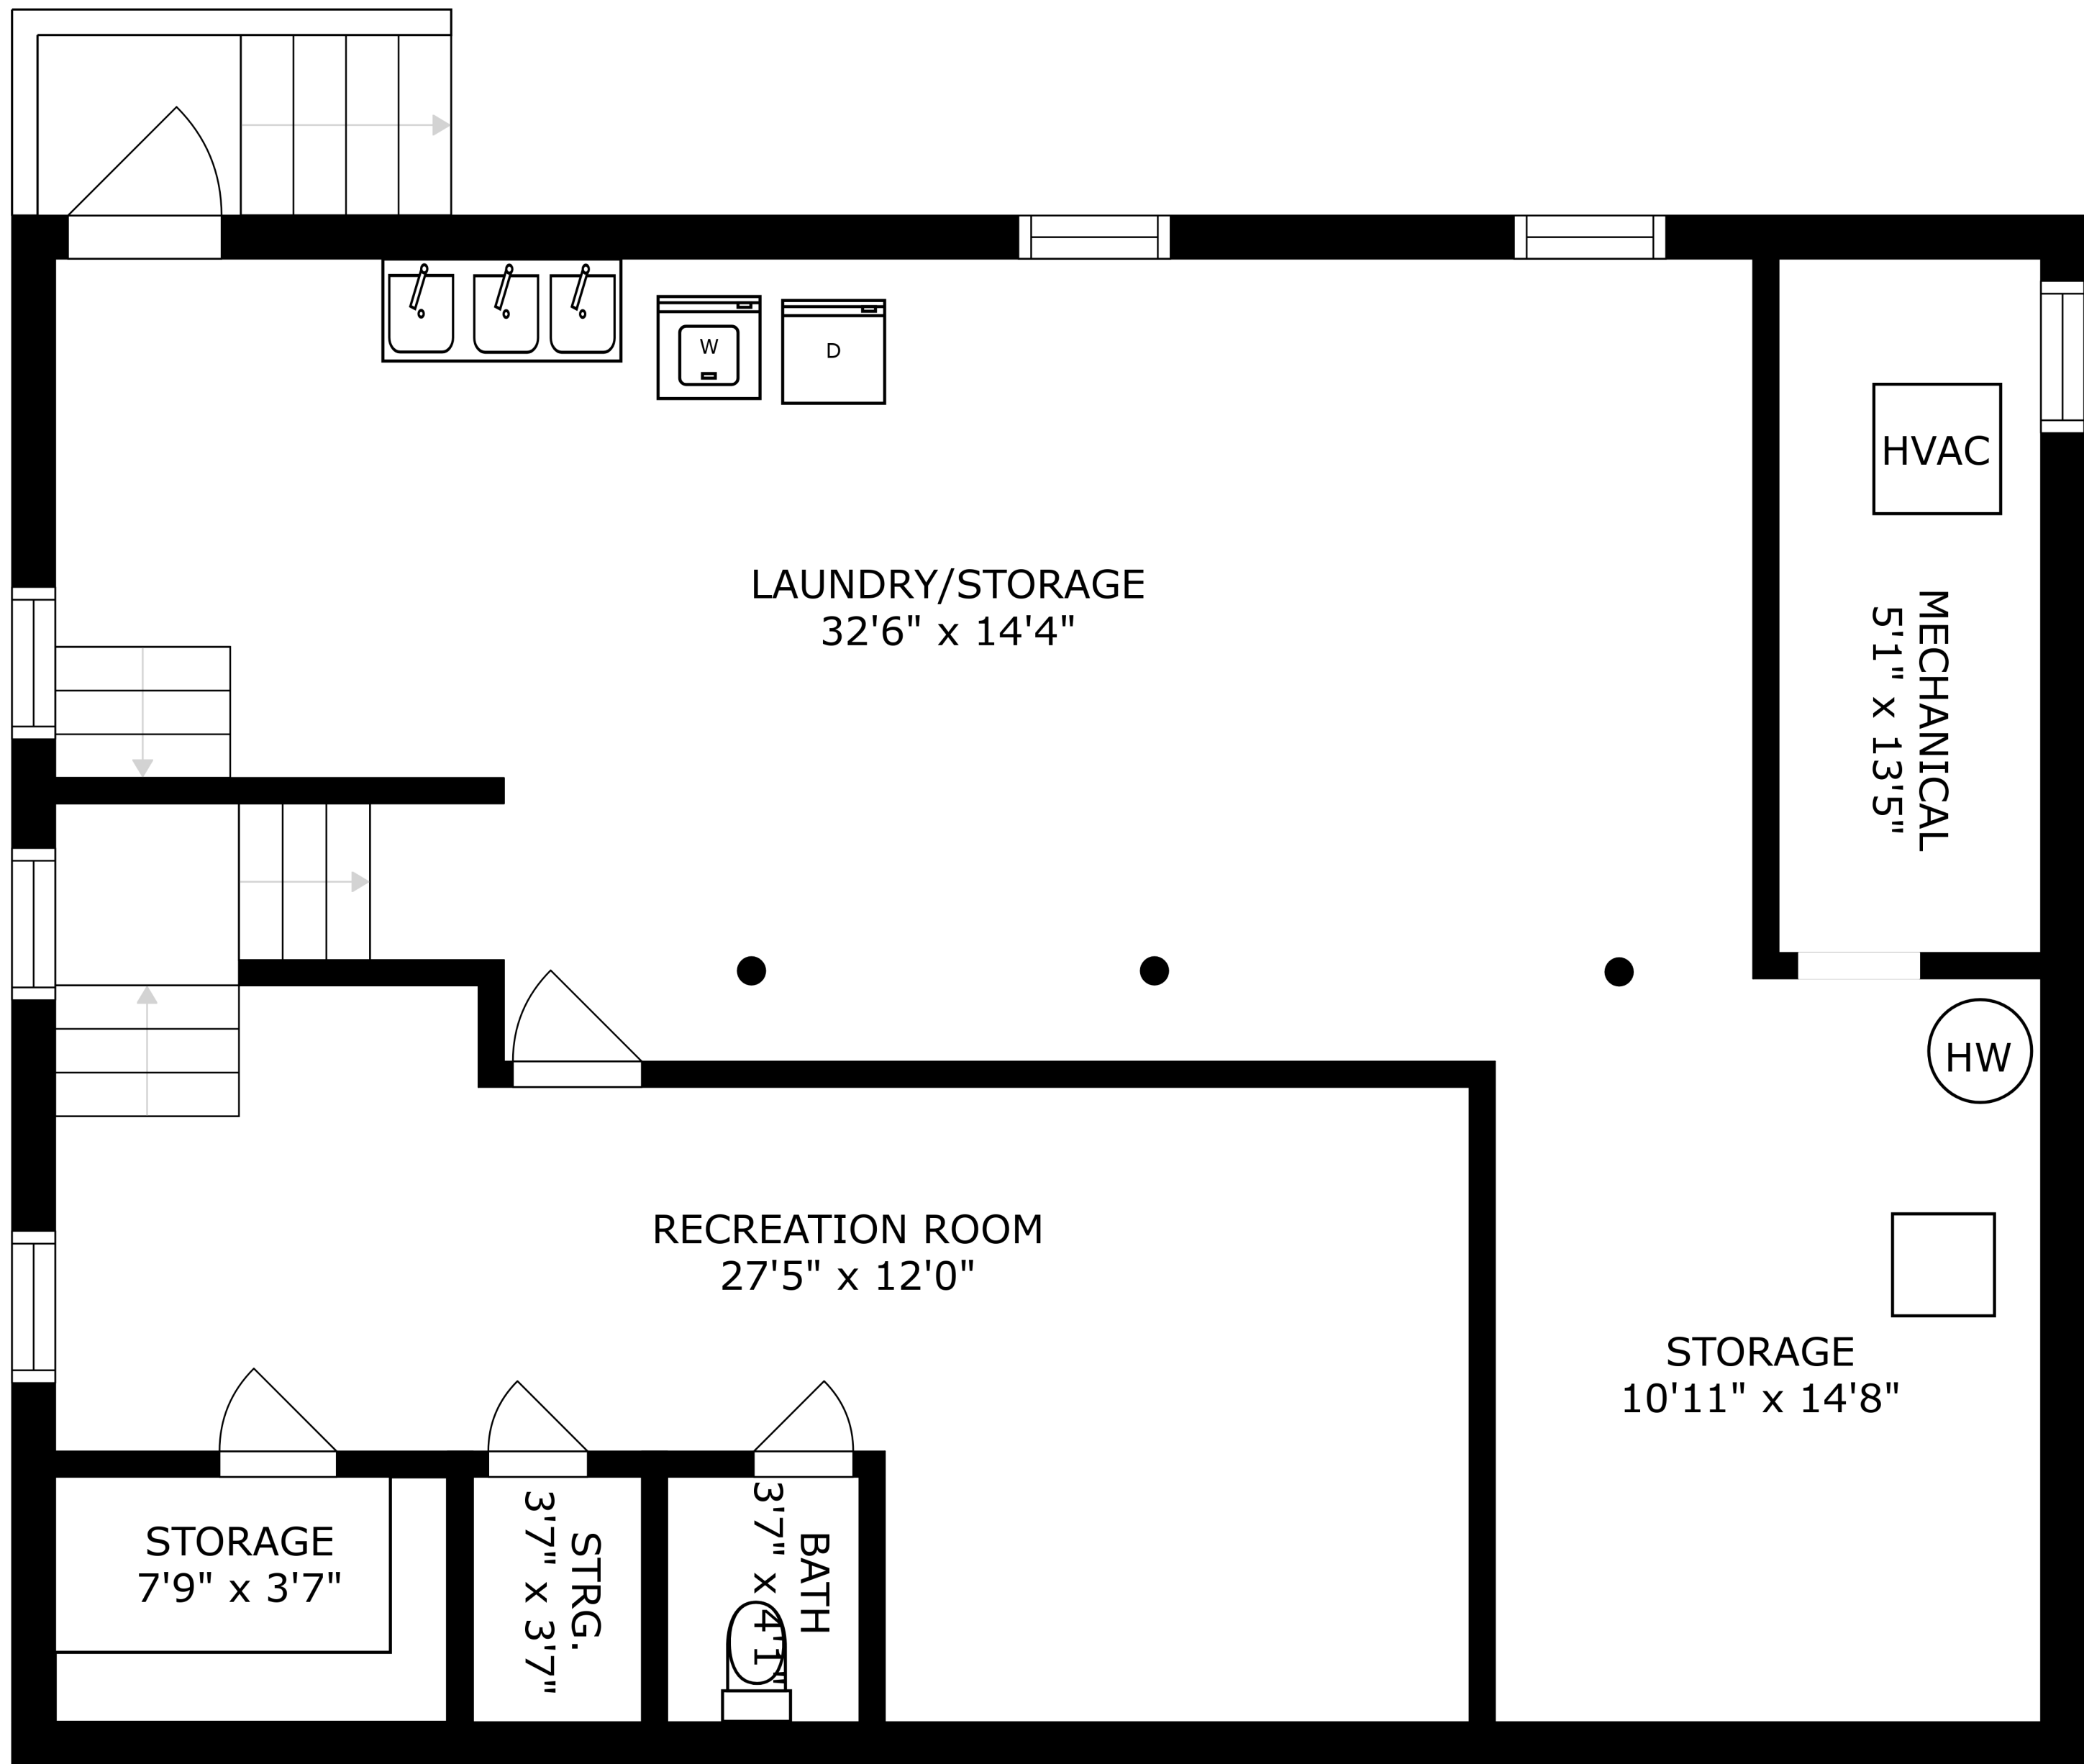 W
D
HVAC
LAUNDRY/STORAGE
32'6" x 14'4"
MECHANICAL
5'1" x 13'5"
HW
RECREATION ROOM
27'5" x 12'0"
STORAGE
10'11" x 14'8"
STORAGE
7'9" x 3'7"
STRG.
3'7" x 3'7"
BATH
3'7" x 4'1"